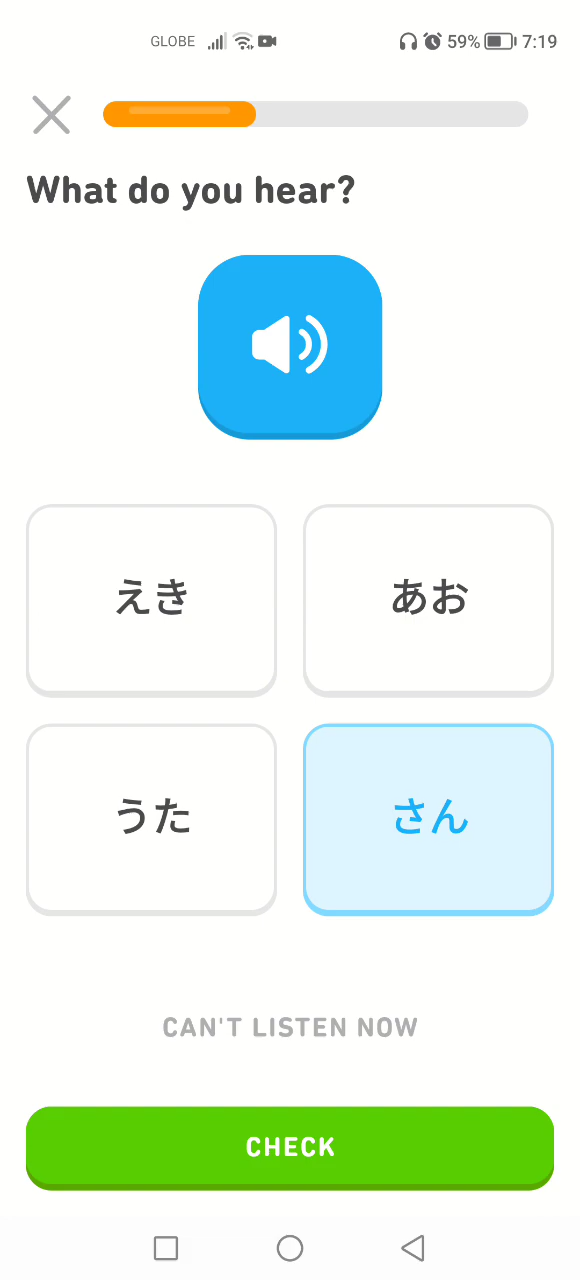 GLOBE 59% 7:19
What do you hear?
えき
あお
うた
さん
CAN'T LISTEN NOW
CHECK